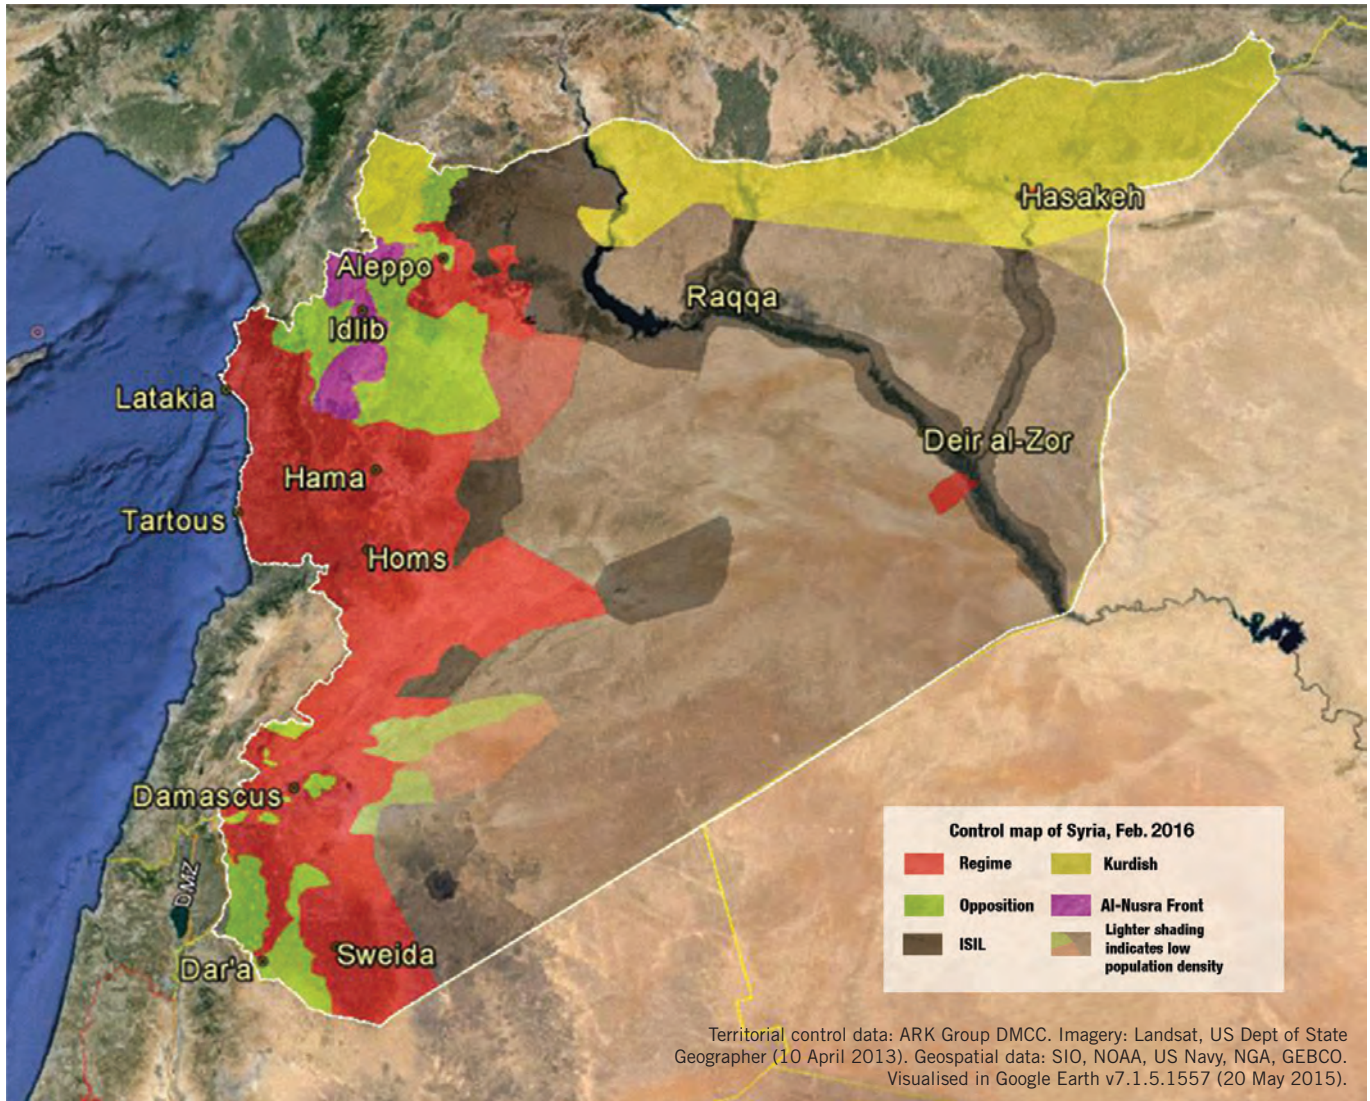 Hasakeh
Aleppo
Raqqa
Idlib
Latakia
Deir al-Zor
Hama
Tartous
Homs
Damascus
DMZ
Sweida
Dar'a
Control map of Syria, Feb. 2016
Regime
Kurdish
Opposition
Al-Nusra Front
ISIL
Lighter shading
indicates low
population density
Territorial control data: ARK Group DMCC. Imagery: Landsat, US Dept of State
Geographer (10 April 2013). Geospatial data: SIO, NOAA, US Navy, NGA, GEBCO.
Visualised in Google Earth v7.1.5.1557 (20 May 2015).